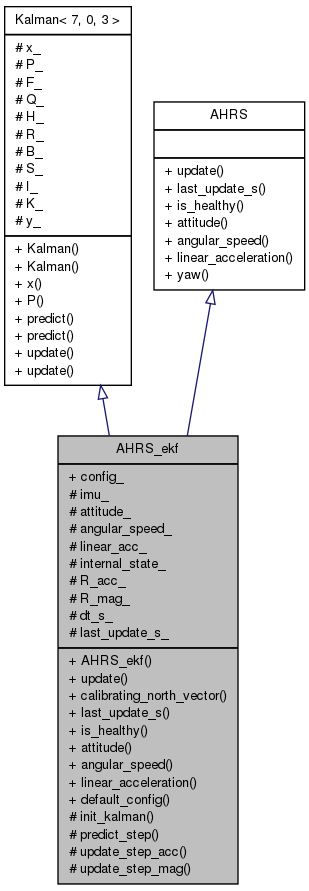 Kalman< 7, 0, 3 >
# x_
# P_
# F_
# Q_
# H_
# R_
# B_
# S_
# I_
# K_
# y_
+ Kalman()
+ Kalman()
+ x()
+ P()
+ predict()
+ predict()
+ update()
+ update()
AHRS
+ update()
+ last_update_s()
+ is_healthy()
+ attitude()
+ angular_speed()
+ linear_acceleration()
+ yaw()
AHRS_ekf
+ config_
# imu_
# attitude_
# angular_speed_
# linear_acc_
# internal_state_
# R_acc_
# R_mag_
# dt_s_
# last_update_s_
+ AHRS_ekf()
+ update()
+ calibrating_north_vector()
+ last_update_s()
+ is_healthy()
+ attitude()
+ angular_speed()
+ linear_acceleration()
+ default_config()
# init_kalman()
# predict_step()
# update_step_acc()
# update_step_mag()